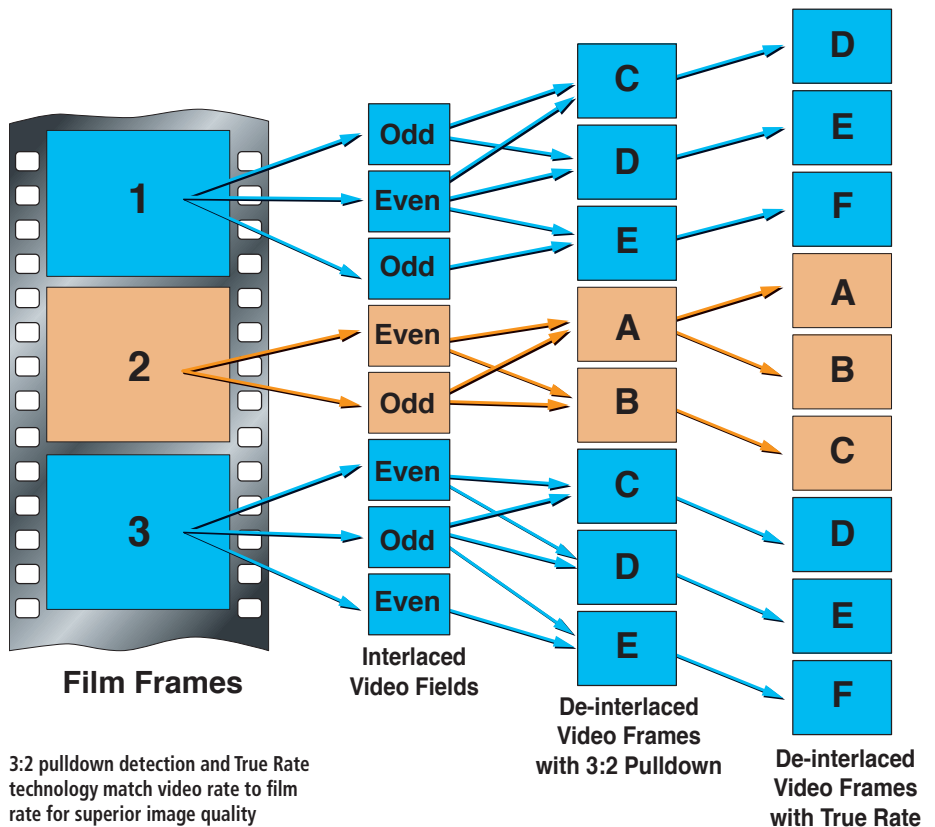 1
2
3
Film Frames
Odd
Even
Odd
Even
Odd
Even
Odd
Even
Interlaced
Video Fields
C
D
E
A
B
C
D
E
De-interlaced
Video Frames
with 3:2 Pulldown
D
E
F
A
B
C
D
E
F
De-interlaced
Video Frames
with True Rate
3:2 pulldown detection and True Rate
technology match video rate to film
rate for superior image quality